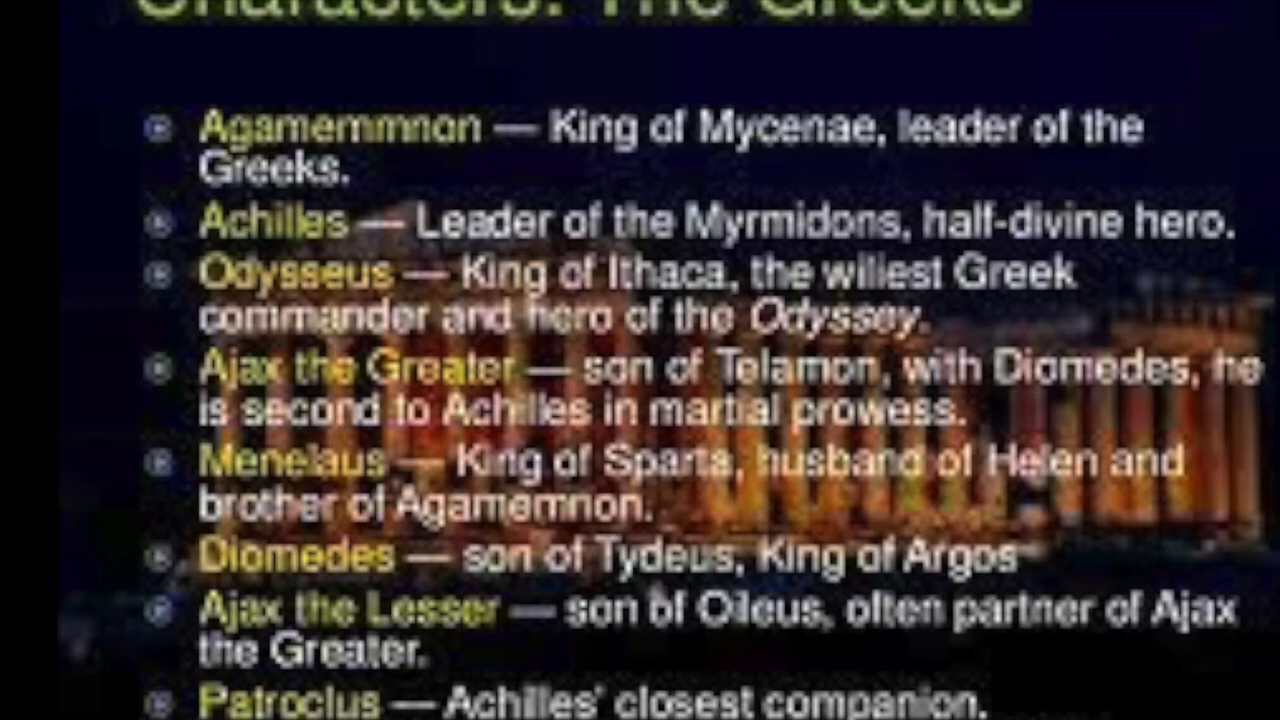 Characters: The Greeks
Agamemmnon — King of Mycenae, leader of the
Greeks.
Achilles — Leader of the Myrmidons, half-divine hero.
Odysseus — King of Ithaca, the wiliest Greek
commander and hero of the Odyssey.
Ajax the Greater — son of Telamon, with Diomedes, he
is second to Achilles in martial prowess.
Menelaus — King of Sparta, husband of Helen and
brother of Agamemnon.
Diomedes — son of Tydeus, King of Argos
Ajax the Lesser — son of Oileus, often partner of Ajax
the Greater.
Patroclus — Achilles' closest companion.